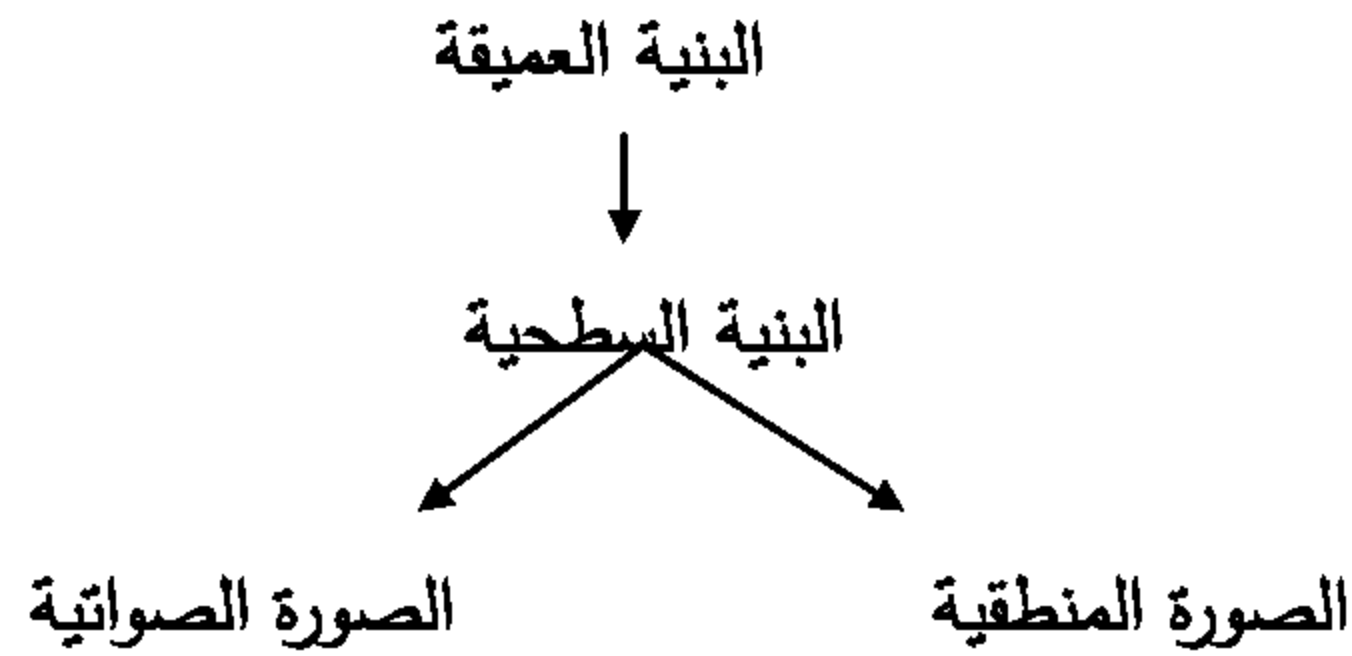 البنية العميقة
البنية السطحية
الصورة المنطقية
الصورة الصواتية